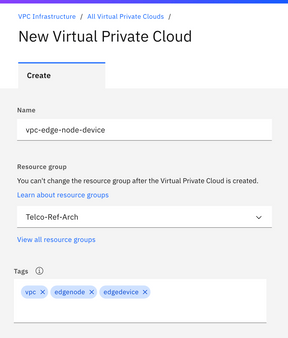 VPC Infrastructure / All Virtual Private Clouds /
New Virtual Private Cloud
Create
Name
vpc-edge-node-device
Resource group
You can't change the resource group after the Virtual Private Cloud is created.
Learn about resource groups
Telco-Ref-Arch
View all resource groups
Tags
vpc edgenode edgedevice